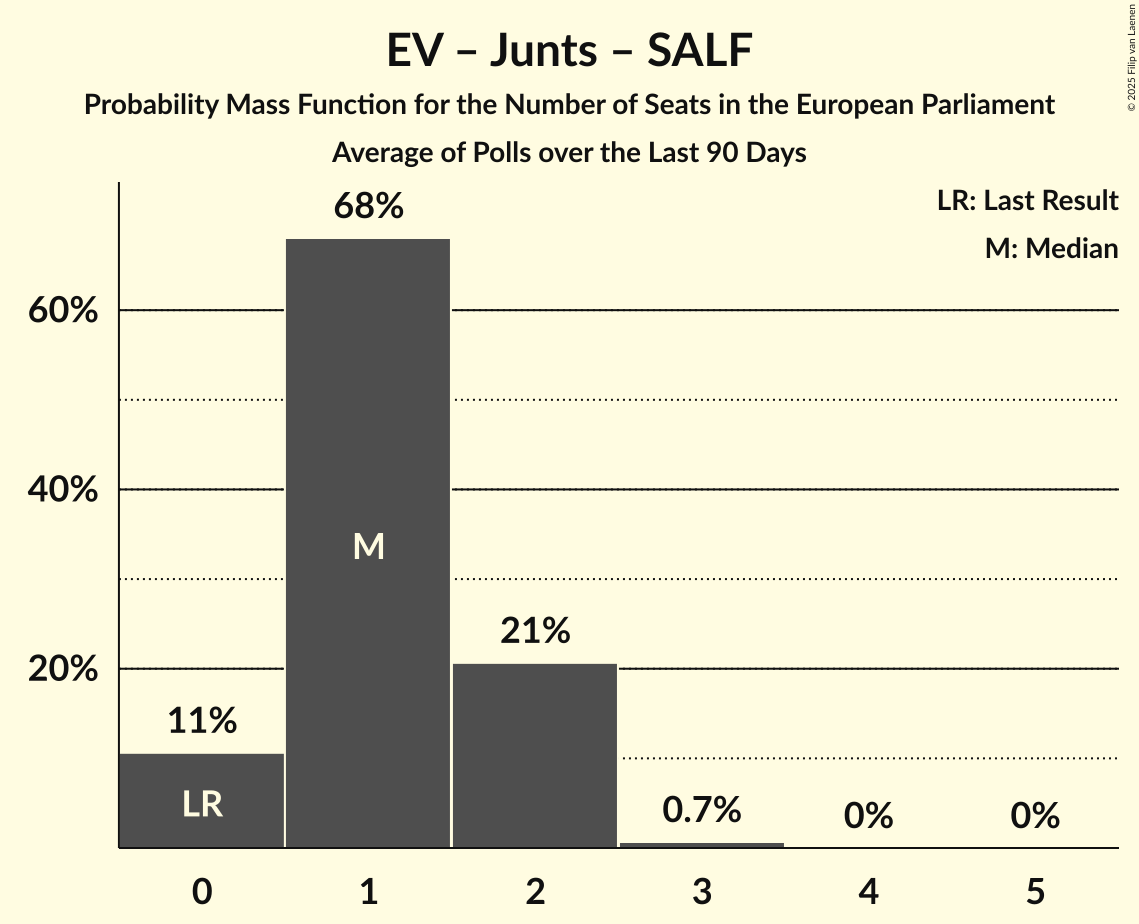 EV – Junts – SALF
Probability Mass Function for the Number of Seats in the European Parliament
Average of Polls over the Last 90 Days
© 2025 Filip van Laenen
LR: Last Result
M: Median
68%
60%
40%
M
21%
20%
11%
LR
0.7%
0%
0%
0
1
2
3
4
5